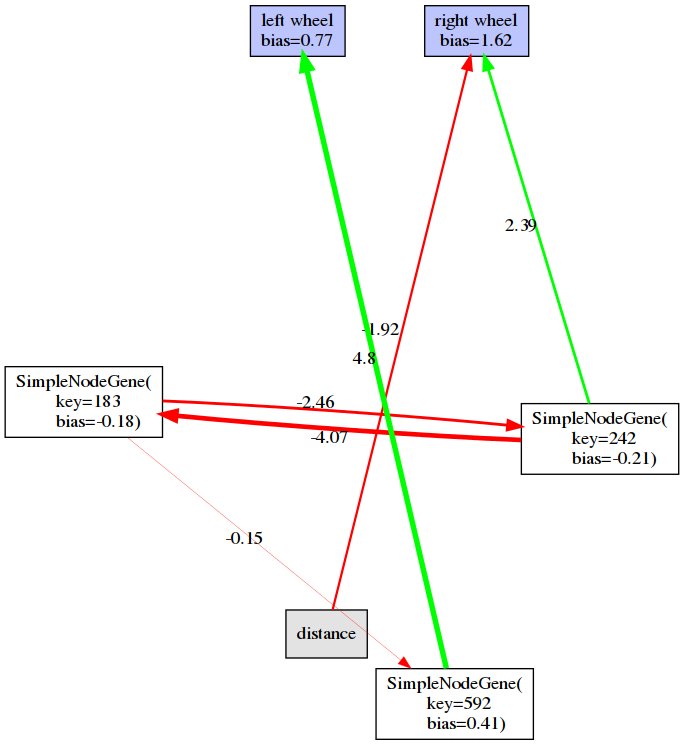 left wheel
bias=0.77
right wheel
bias=1.62
2.39
-1.92
4.8
SimpleNodeGene(
key=183
bias=-0.18)
-2.46
-4.07
SimpleNodeGene(
key=242
bias=-0.21)
-0.15
distance
SimpleNodeGene(
key=592
bias=0.41)